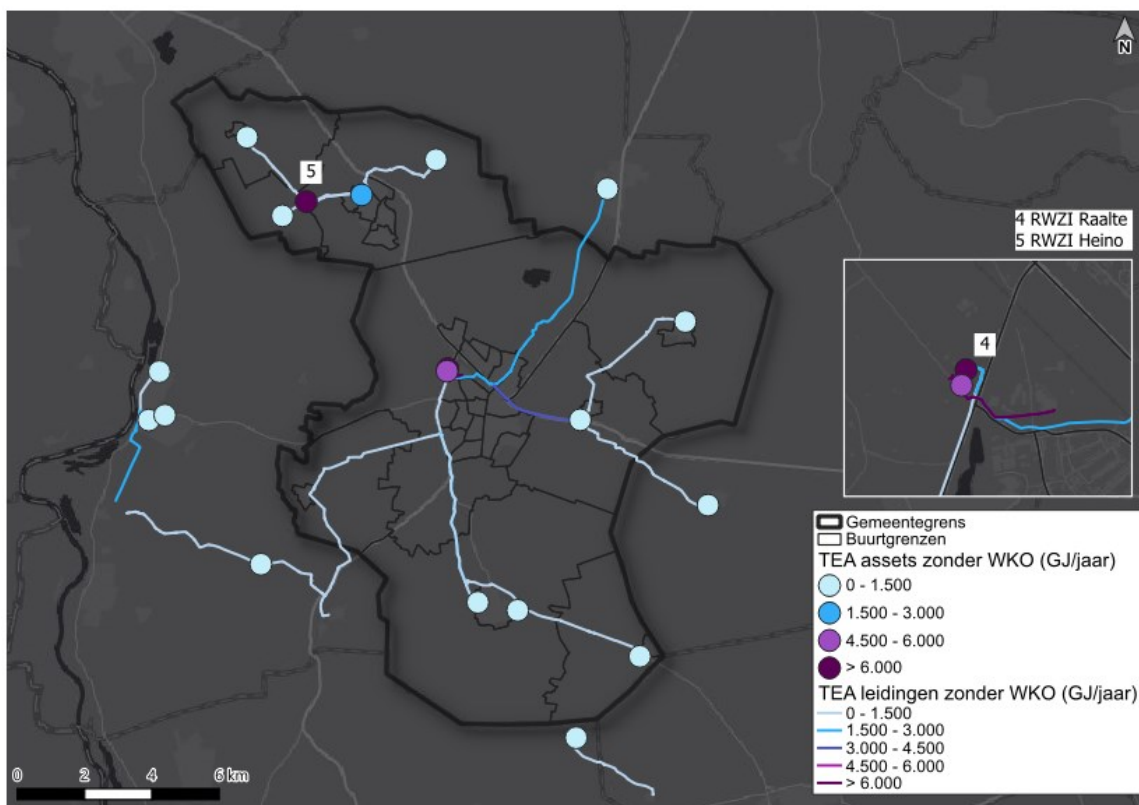 N
5
4 RWZI Raalte
5 RWZI Heino
4
Gemeentegrens
Buurtgrenzen
TEA assets zonder WKO (GJ/jaar)
0 - 1.500
1.500 - 3.000
4.500 - 6.000
> 6.000
TEA leidingen zonder WKO (GJ/jaar)
0 - 1.500
1.500 - 3.000
3.000 - 4.500
4.500 - 6.000
> 6.000
0 2 4 6 km